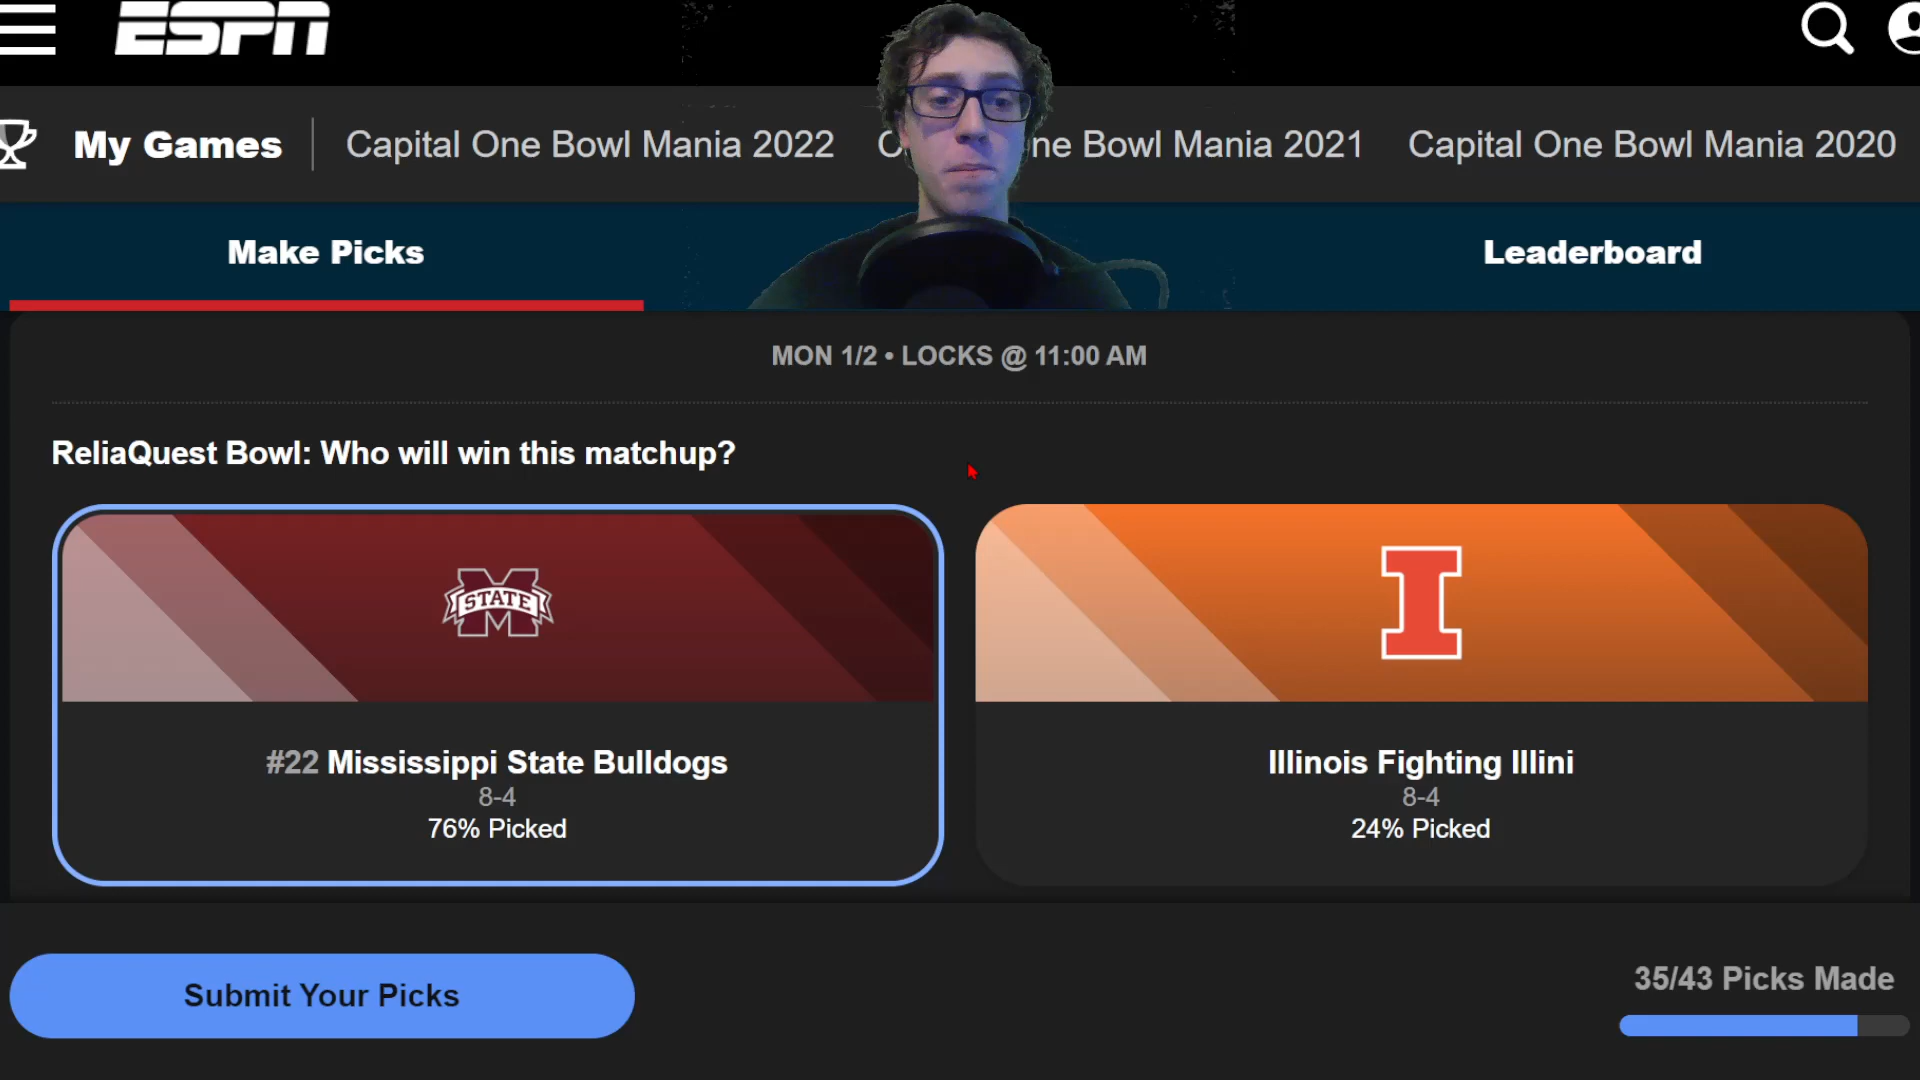 ESPN
My Games
Capital One Bowl Mania 2022
ne Bowl Mania 2021
Capital One Bowl Mania 2020
Make Picks
Leaderboard
MON 1/2 • LOCKS @ 11:00 AM
ReliaQuest Bowl: Who will win this matchup?
STATE
M
I
#22 Mississippi State Bulldogs
8-4
76% Picked
Illinois Fighting Illini
8-4
24% Picked
Submit Your Picks
35/43 Picks Made